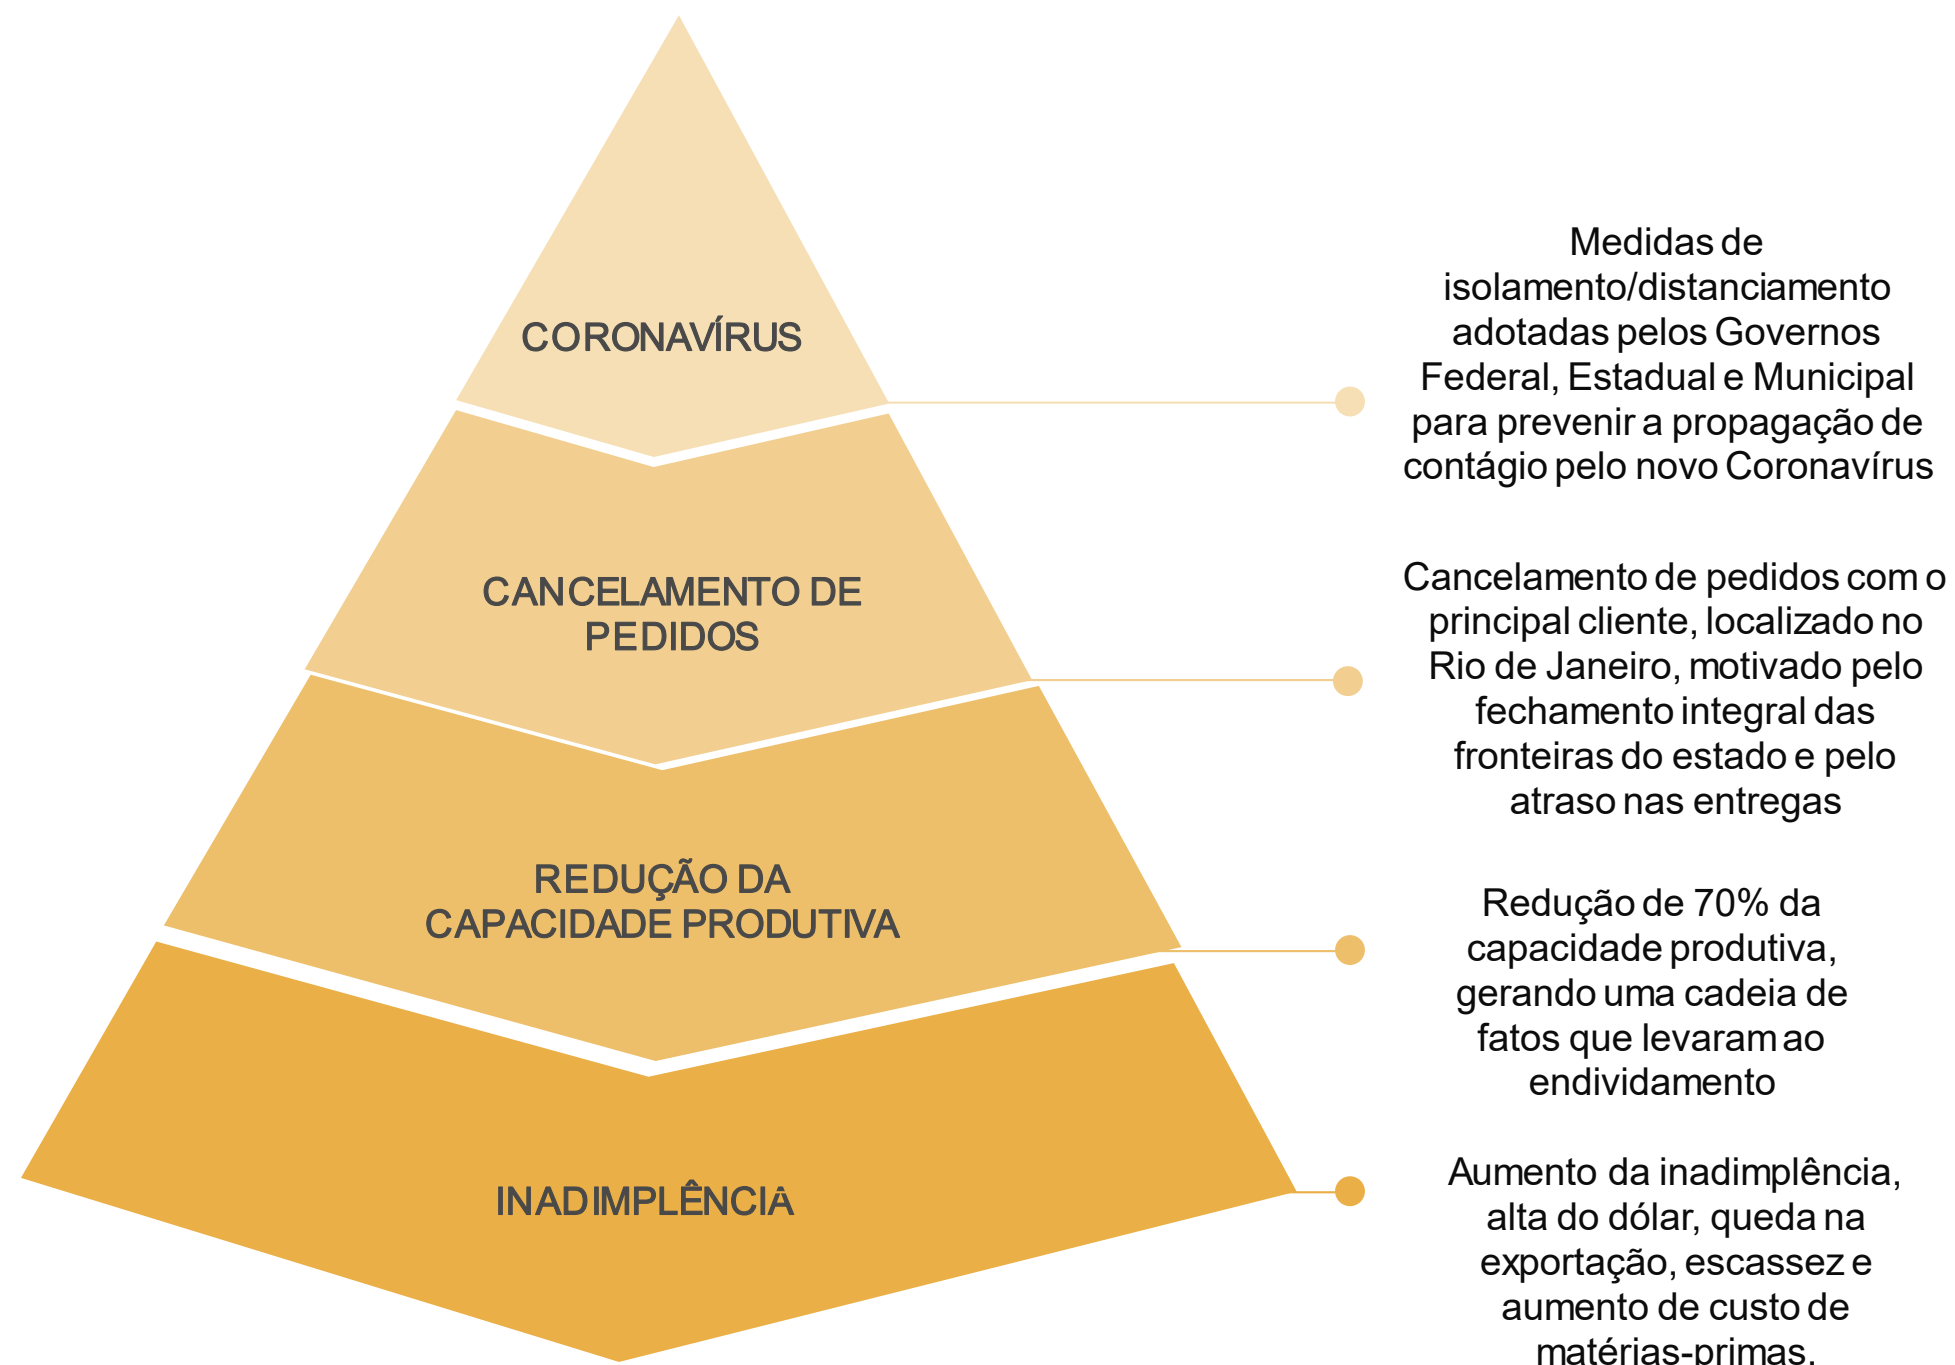 CORONAVÍRUS
Medidas de
isolamento/distanciamento
adotadas pelos Governos
Federal, Estadual e Municipal
para prevenir a propagação de
contágio pelo novo Coronavírus
CANCELAMENTO DE
PEDIDOS
Cancelamento de pedidos com o
principal cliente, localizado no
Rio de Janeiro, motivado pelo
fechamento integral das
fronteiras do estado e pelo
atraso nas entregas
REDUÇÃO DA
CAPACIDADE PRODUTIVA
Redução de 70% da
capacidade produtiva,
gerando uma cadeia de
fatos que levaram ao
endividamento
INADIMPLÊNCIA
Aumento da inadimplência,
alta do dólar, queda na
exportação, escassez e
aumento de custo de
matérias-primas.